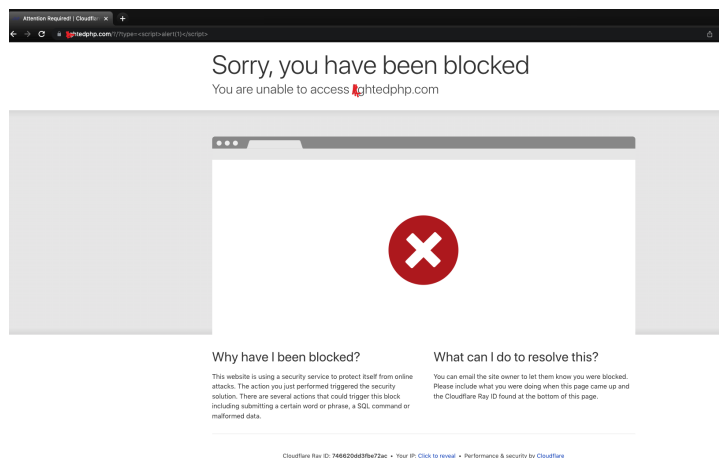 Attention Required! | Cloudflar
ghtedphp.com/?/?type=<script>alert(1)</script>
Sorry, you have been blocked
You are unable to access ghtedphp.com
Why have I been blocked?
This website is using a security service to protect itself from online
attacks. The action you just performed triggered the security
solution. There are several actions that could trigger this block
including submitting a certain word or phrase, a SQL command or
malformed data.
What can I do to resolve this?
You can email the site owner to let them know you were blocked.
Please include what you were doing when this page came up and
the Cloudflare Ray ID found at the bottom of this page.
Cloudflare Ray ID: 746620dd3fbe72ac • Your IP: Click to reveal • Performance & security by Cloudflare